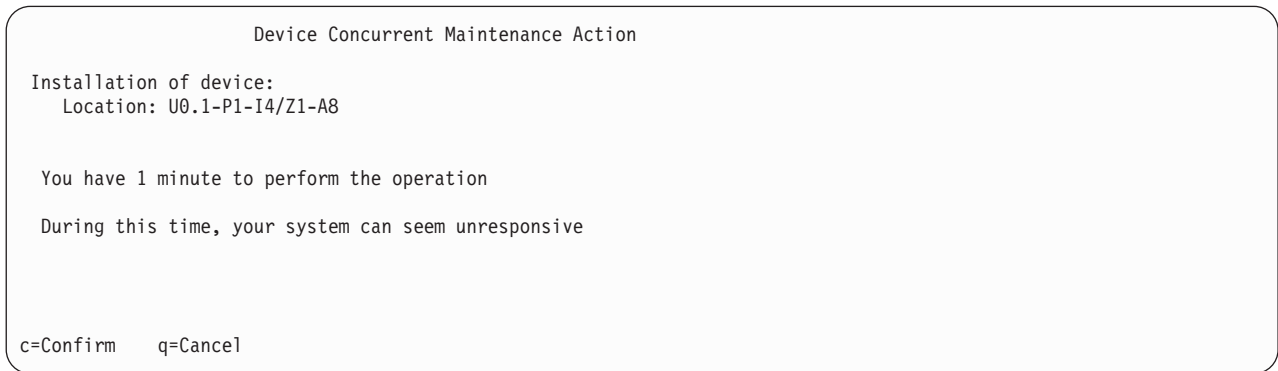 Device Concurrent Maintenance Action
Installation of device:
Location: U0.1-P1-I4/Z1-A8
You have 1 minute to perform the operation
During this time, your system can seem unresponsive
c=Confirm q=Cancel